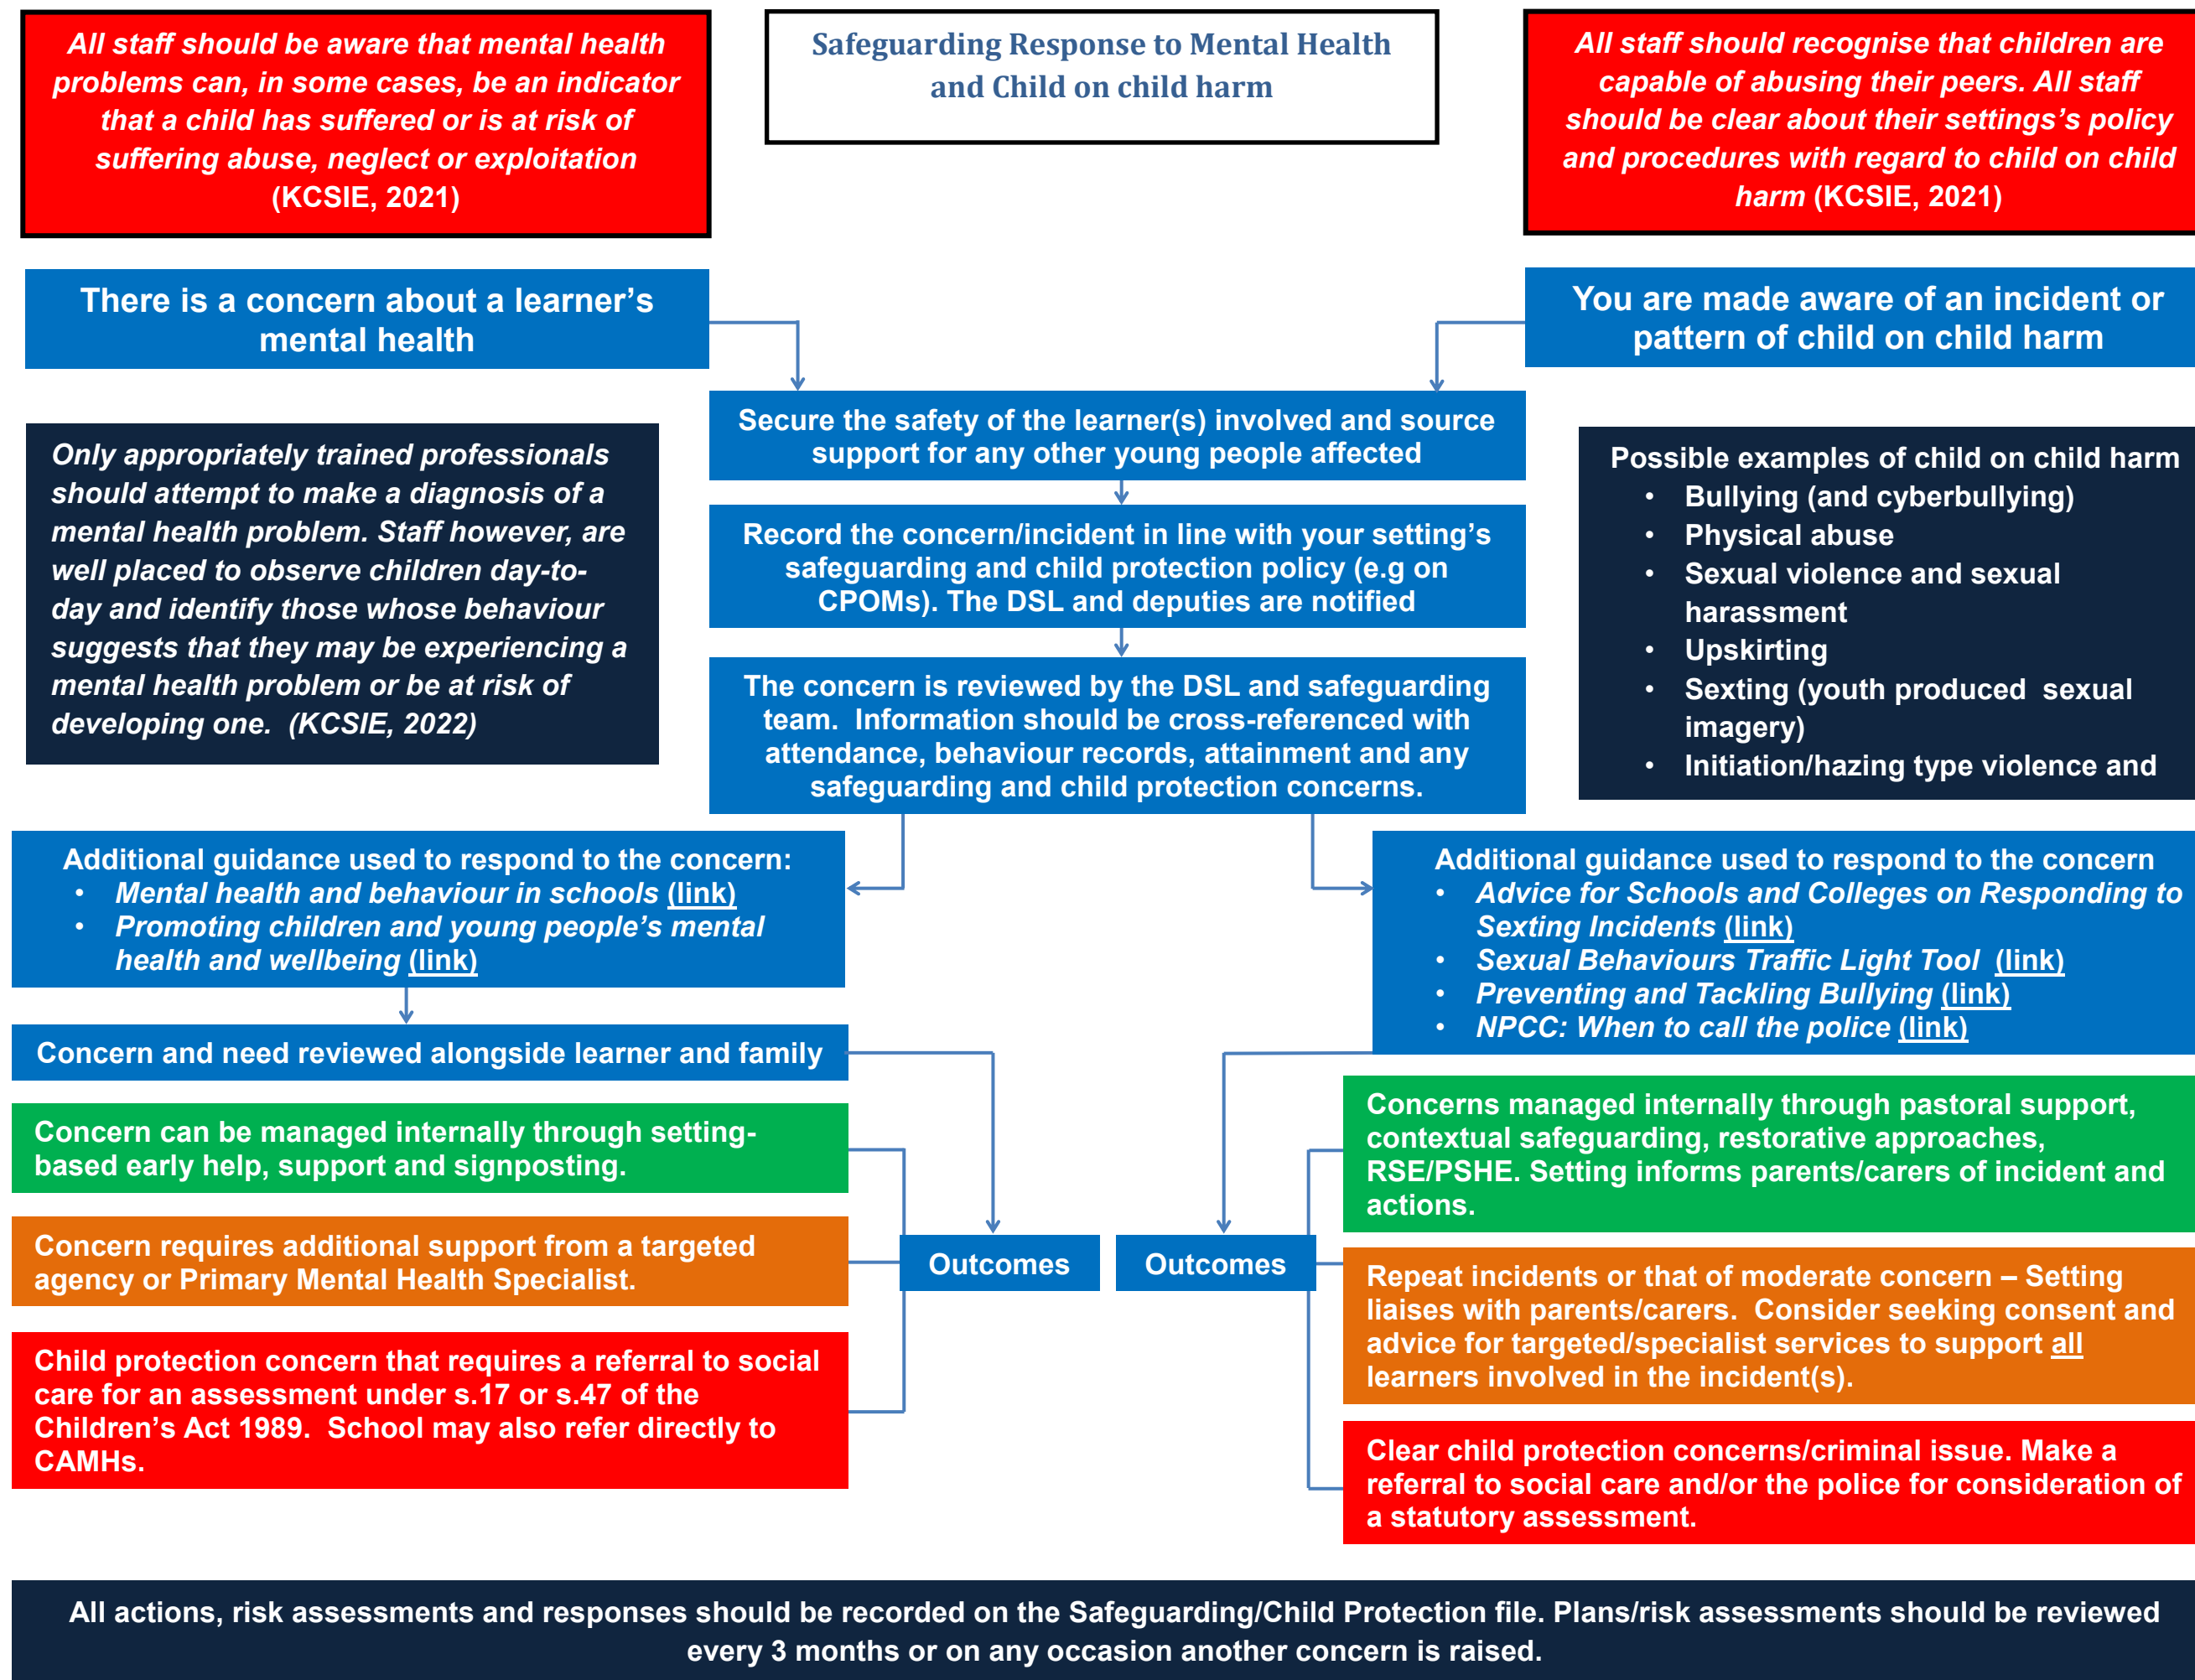 All staff should be aware that mental health
problems can, in some cases, be an indicator
that a child has suffered or is at risk of
suffering abuse, neglect or exploitation
(KCSIE, 2021)
Safeguarding Response to Mental Health
and Child on child harm
All staff should recognise that children are
capable of abusing their peers. All staff
should be clear about their settings's policy
and procedures with regard to child on child
harm (KCSIE, 2021)
There is a concern about a learner's
mental health
You are made aware of an incident or
pattern of child on child harm
Secure the safety of the learner(s) involved and source
support for any other young people affected
Only appropriately trained professionals
should attempt to make a diagnosis of a
mental health problem. Staff however, are
well placed to observe children day-to-
day and identify those whose behaviour
suggests that they may be experiencing a
mental health problem or be at risk of
developing one.  (KCSIE, 2022)
Record the concern/incident in line with your setting's
safeguarding and child protection policy (e.g on
CPOMs). The DSL and deputies are notified
The concern is reviewed by the DSL and safeguarding
team.  Information should be cross-referenced with
attendance, behaviour records, attainment and any
safeguarding and child protection concerns.
Possible examples of child on child harm
• Bullying (and cyberbullying)
• Physical abuse
• Sexual violence and sexual
harassment
• Upskirting
• Sexting (youth produced  sexual
imagery)
• Initiation/hazing type violence and
Additional guidance used to respond to the concern:
• Mental health and behaviour in schools (link)
• Promoting children and young people's mental
health and wellbeing (link)
Additional guidance used to respond to the concern
• Advice for Schools and Colleges on Responding to
Sexting Incidents (link)
• Sexual Behaviours Traffic Light Tool  (link)
• Preventing and Tackling Bullying (link)
• NPCC: When to call the police (link)
Concern and need reviewed alongside learner and family
Concern can be managed internally through setting-
based early help, support and signposting.
Concern requires additional support from a targeted
agency or Primary Mental Health Specialist.
Child protection concern that requires a referral to social
care for an assessment under s.17 or s.47 of the
Children's Act 1989.  School may also refer directly to
CAMHs.
Outcomes
Outcomes
Concerns managed internally through pastoral support,
contextual safeguarding, restorative approaches,
RSE/PSHE. Setting informs parents/carers of incident and
actions.
Repeat incidents or that of moderate concern – Setting
liaises with parents/carers.  Consider seeking consent and
advice for targeted/specialist services to support all
learners involved in the incident(s).
Clear child protection concerns/criminal issue. Make a
referral to social care and/or the police for consideration of
a statutory assessment.
All actions, risk assessments and responses should be recorded on the Safeguarding/Child Protection file. Plans/risk assessments should be reviewed
every 3 months or on any occasion another concern is raised.